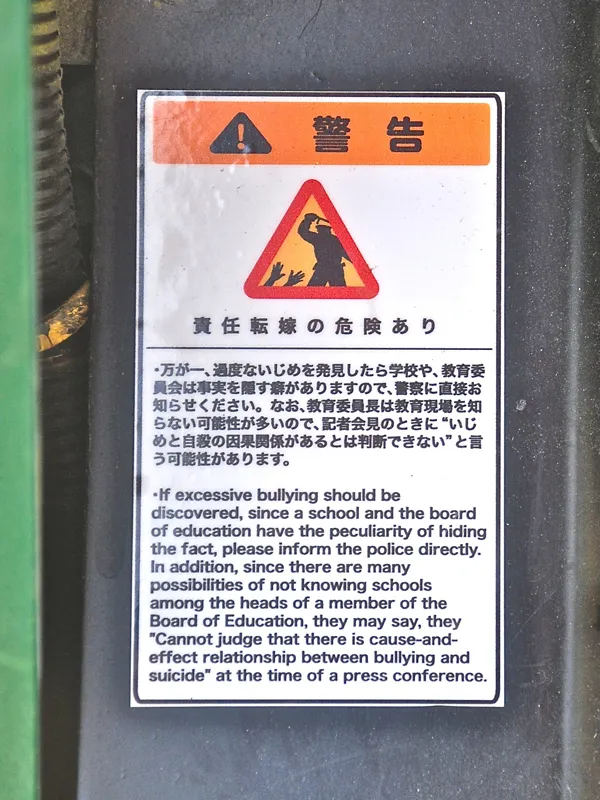 警告
責任転嫁の危険あり
・万が一、過度ないじめを発見したら学校や、教育委
員会は事実を隠す癖がありますので、警察に直接お
知らせください。なお、教育委員長は教育現場を知
らない可能性が多いので、記者会見のときに“いじ
めと自殺の因果関係があるとは判断できない”と言
う可能性があります。
・If excessive bullying should be
discovered, since a school and the board
of education have the peculiarity of hiding
the fact, please inform the police directly.
In addition, since there are many
possibilities of not knowing schools
among the heads of a member of the
Board of Education, they may say, they
"Cannot judge that there is cause-and-
effect relationship between bullying and
suicide" at the time of a press conference.